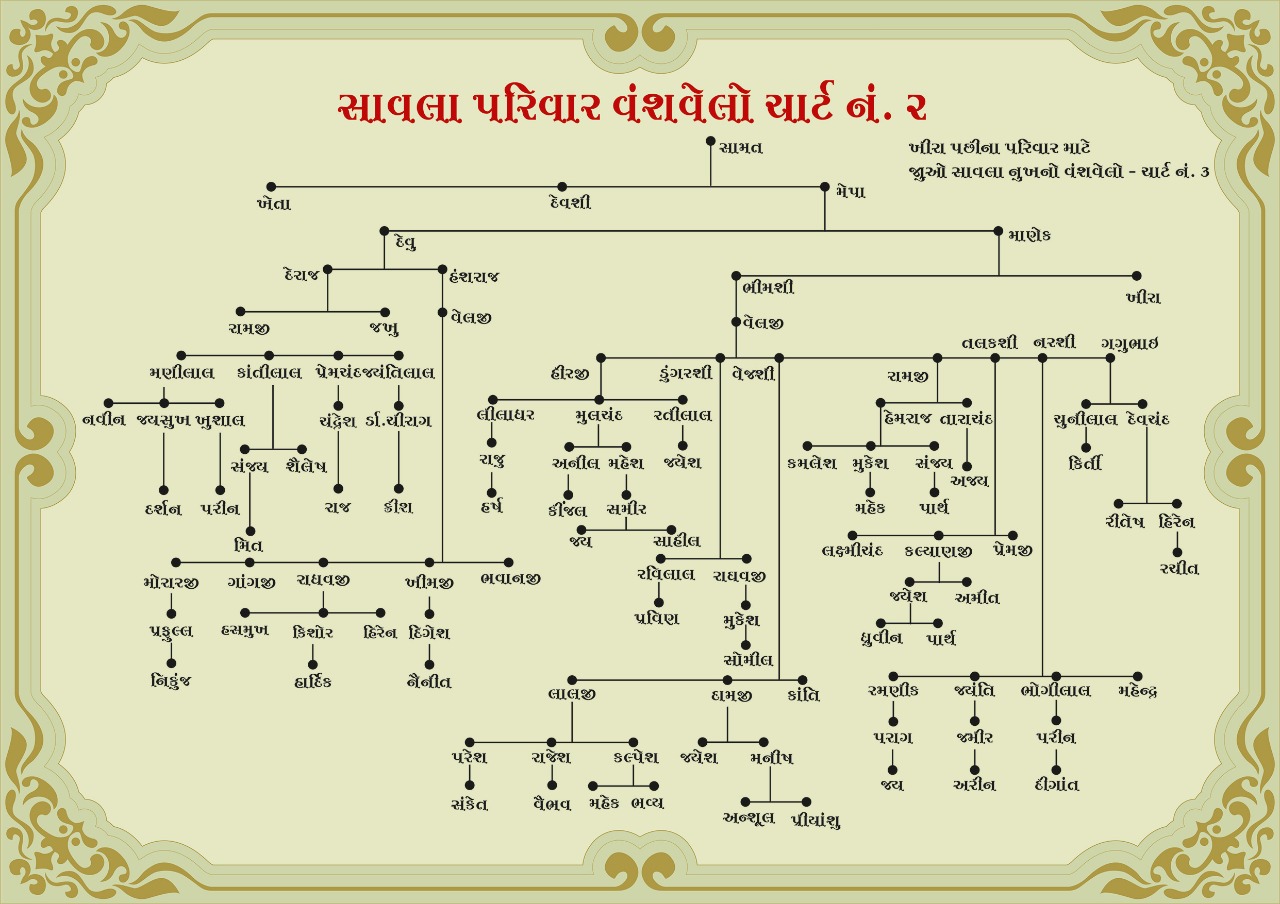 સાવલા પરિવાર વંશવેલો ચાર્ટ નં. ૨
સામત
ખીરા પછીના પરિવાર માટે
જીઓ સાવલા નુખનો વંશવેલો - ચાર્ટ નં. 3
ખેતા દેવશી મેપા
દેવુ માણેક
દેરાજ હંશરાજ ભીમશી ખીરા
રામજી જખુ વેલજી વેલજી
તલકશી નરશી ગગુભાઇ
મણીલાલ કાંતીલાલ પ્રેમચંદ જયંતિલાલ હીરજી ડુંગરશી વેજશી રામજી
નવીન જયસુખ ખુશાલ ચંદ્રેશ ર્ડા.ચીરાગ લીલાધર મુલચંદ રતીલાલ હેમરાજ તારાચંદ ચુનીલાલ દેવચંદ
સંજય શૈલેષ રાજુ અનીલ મહેશ જયેશ કમલેશ મુકેશ સંજય અજય કિર્તી
દર્શન પરીન રાજ ક્રીશ હર્ષ કીંજલ સમીર મહેક પાર્થ રીતેષ હિરેન
મિત જય સાહીલ લક્ષ્મીચંદ કલ્યાણજી પ્રેમજી
મોરારજી ગાંગજી રાઘવજી ખીમજી ભવાનજી રવિલાલ રાઘવજી રચીત
જયેશ અમીત
પ્રફુલ્લ હસમુખ કિશોર હિરેન દિગેશ પ્રવિણ મુકેશ ધ્રુવીન પાર્થ
નિકુંજ હાર્દિક નૈનીત સોમીલ
લાલજી ઠામજી કાંતિ રમણીક જયંતિ ભોગીલાલ મહેન્દ્ર
પરેશ રાજેશ કલ્પેશ જયેશ મનીષ પરાગ જમીર પરીન
સંકેત વૈભવ મહેક ભવ્ય જય અરીન દીગાંત
અન્શૂલ પ્રીયાંશુ